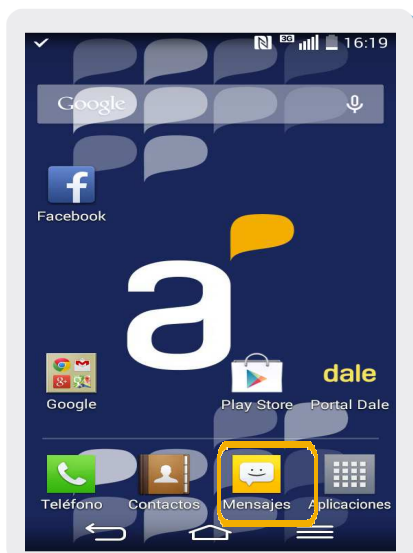 3G 16:19
Google
Facebook
a
dale
Google Play Store Portal Dale
Teléfono Contactos Mensajes Aplicaciones